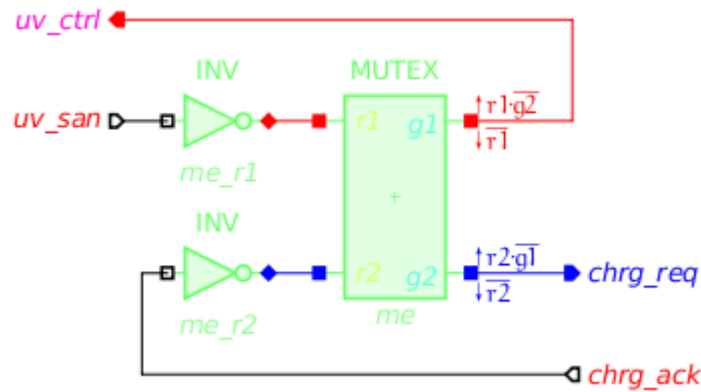 uv_ctrl
INV
MUTEX
uv_san
r1
g1
↑r1·g2̅
↓r1̅
me_r1
INV
r2
g2
↑r2·g1̅
↓r2̅
chrg_req
me_r2
me
chrg_ack